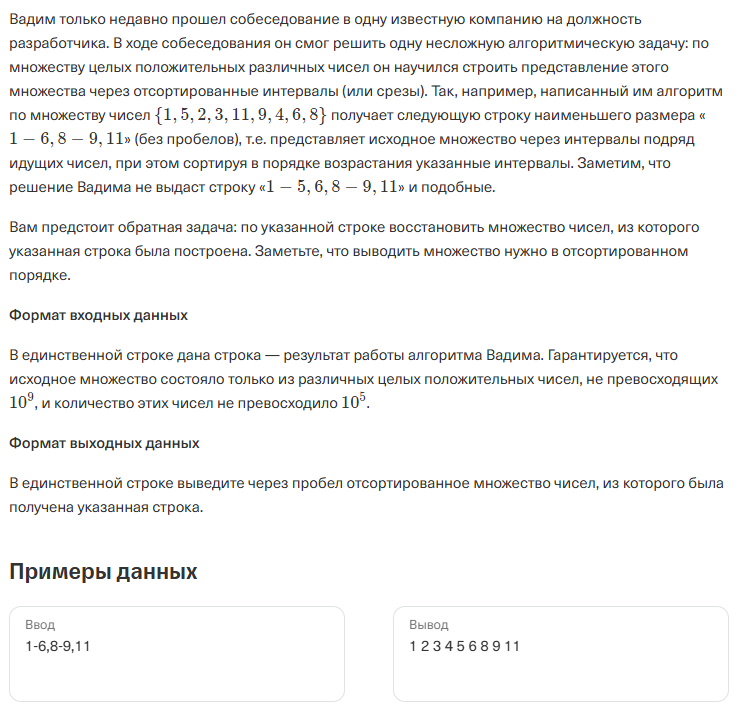 Вадим только недавно прошел собеседование в одну известную компанию на должность
разработчика. В ходе собеседования он смог решить одну несложную алгоритмическую задачу: по
множеству целых положительных различных чисел он научился строить представление этого
множества через отсортированные интервалы (или срезы). Так, например, написанный им алгоритм
по множеству чисел {1, 5, 2, 3, 11, 9, 4, 6, 8} получает следующую строку наименьшего размера «
1 − 6, 8 − 9, 11» (без пробелов), т.е. представляет исходное множество через интервалы подряд
идущих чисел, при этом сортируя в порядке возрастания указанные интервалы. Заметим, что
решение Вадима не выдаст строку «1 − 5, 6, 8 − 9, 11» и подобные.
Вам предстоит обратная задача: по указанной строке восстановить множество чисел, из которого
указанная строка была построена. Заметьте, что выводить множество нужно в отсортированном
порядке.
Формат входных данных
В единственной строке дана строка — результат работы алгоритма Вадима. Гарантируется, что
исходное множество состояло только из различных целых положительных чисел, не превосходящих
10⁹, и количество этих чисел не превосходило 10⁵.
Формат выходных данных
В единственной строке выведите через пробел отсортированное множество чисел, из которого была
получена указанная строка.
Примеры данных
Ввод
1-6,8-9,11
Вывод
1 2 3 4 5 6 8 9 11